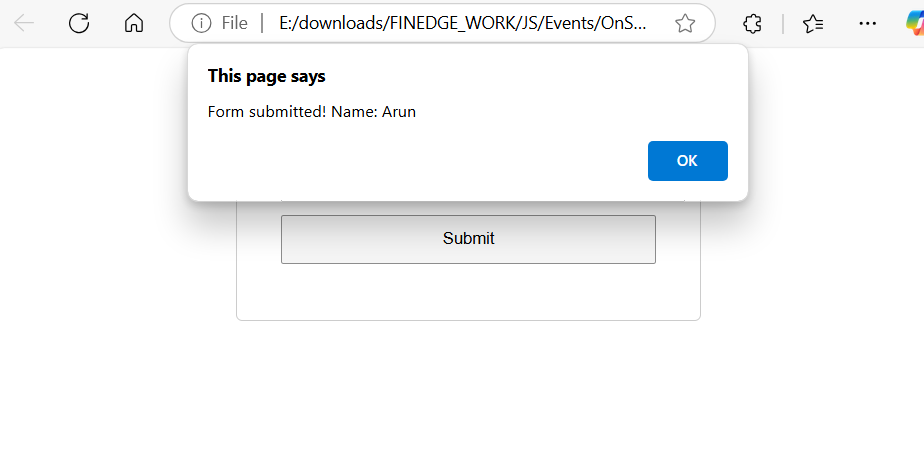 File E:/downloads/FINEDGE_WORK/JS/Events/OnS...
This page says
Form submitted! Name: Arun
OK
Submit